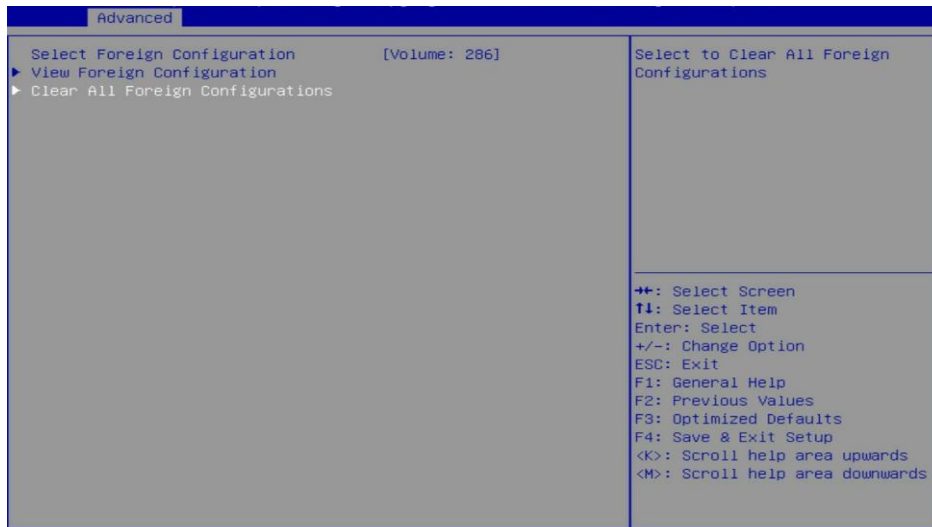 Advanced
Select Foreign Configuration [Volume: 286]
View Foreign Configuration
Clear All Foreign Configurations
Select to Clear All Foreign
Configurations
→←: Select Screen
↑↓: Select Item
Enter: Select
+/-: Change Option
ESC: Exit
F1: General Help
F2: Previous Values
F3: Optimized Defaults
F4: Save & Exit Setup
<K>: Scroll help area upwards
<M>: Scroll help area downwards